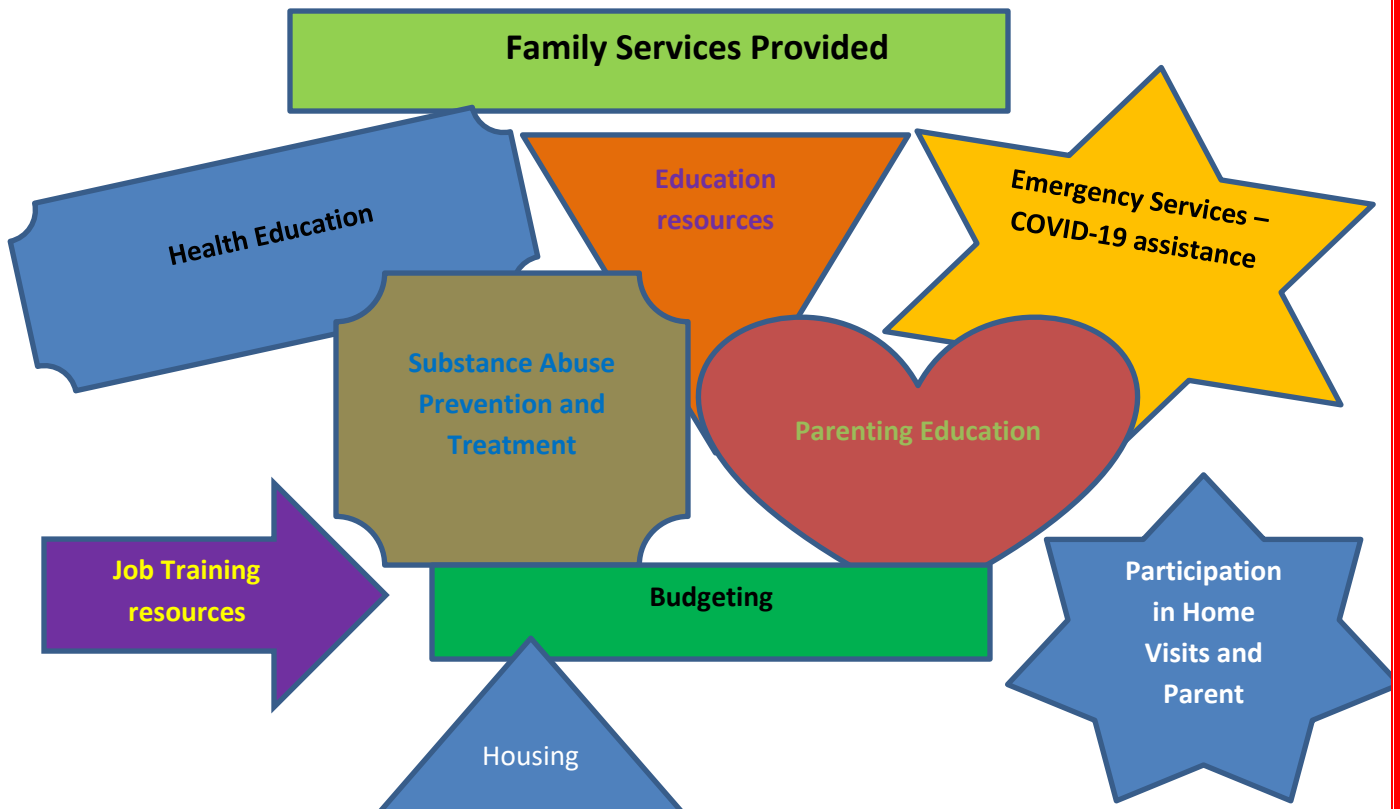 Family Services Provided
Health Education
Education
resources
Emergency Services –
COVID-19 assistance
Substance Abuse
Prevention and
Treatment
Parenting Education
Job Training
resources
Budgeting
Participation
in Home
Visits and
Parent
Housing